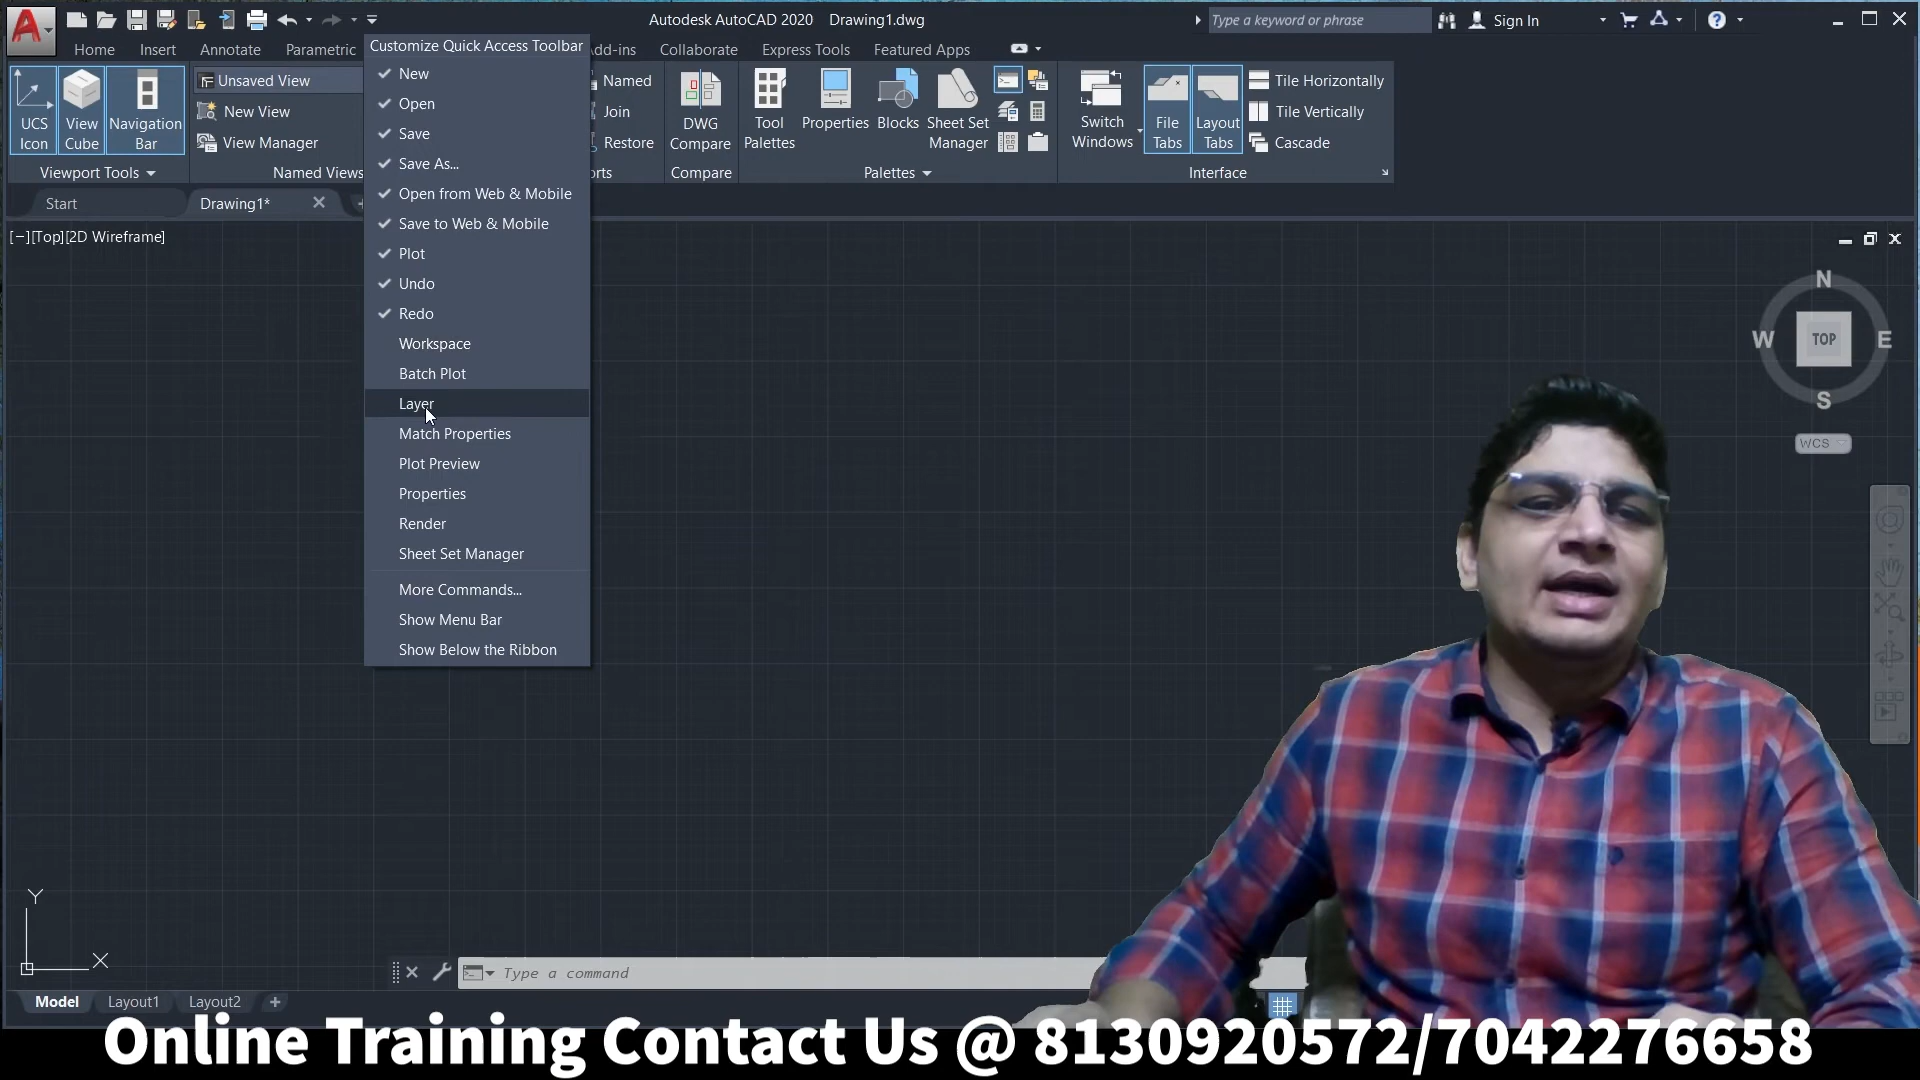 Autodesk AutoCAD 2020 Drawing1.dwg
Type a keyword or phrase
Sign In
Home Insert Annotate Parametric
Add-ins Collaborate Express Tools Featured Apps
Customize Quick Access Toolbar
New
Open
Save
Save As...
Open from Web & Mobile
Save to Web & Mobile
Plot
Undo
Redo
Workspace
Batch Plot
Layer
Match Properties
Plot Preview
Properties
Render
Sheet Set Manager
More Commands...
Show Menu Bar
Show Below the Ribbon
UCS Icon
View Cube
Navigation Bar
Viewport Tools
Unsaved View
New View
View Manager
Named Views
Named
Join
Restore
DWG Compare
Compare
Tool Palettes
Properties
Blocks
Sheet Set Manager
Palettes
Switch Windows
File Tabs
Layout Tabs
Tile Horizontally
Tile Vertically
Cascade
Interface
Start Drawing1*
[−][Top][2D Wireframe]
N
W TOP E
S
WCS
Y
X
Type a command
Model Layout1 Layout2
Online Training Contact Us @ 8130920572/7042276658